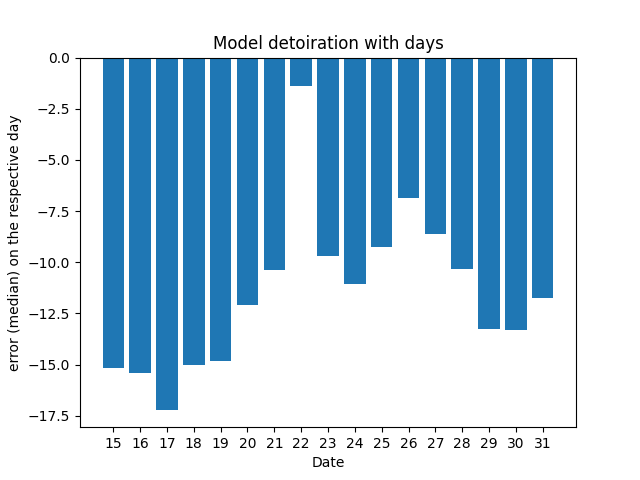 Model detoiration with days
0.0
−2.5
−5.0
−7.5
−10.0
−12.5
−15.0
−17.5
error (median) on the respective day
15 16 17 18 19 20 21 22 23 24 25 26 27 28 29 30 31
Date